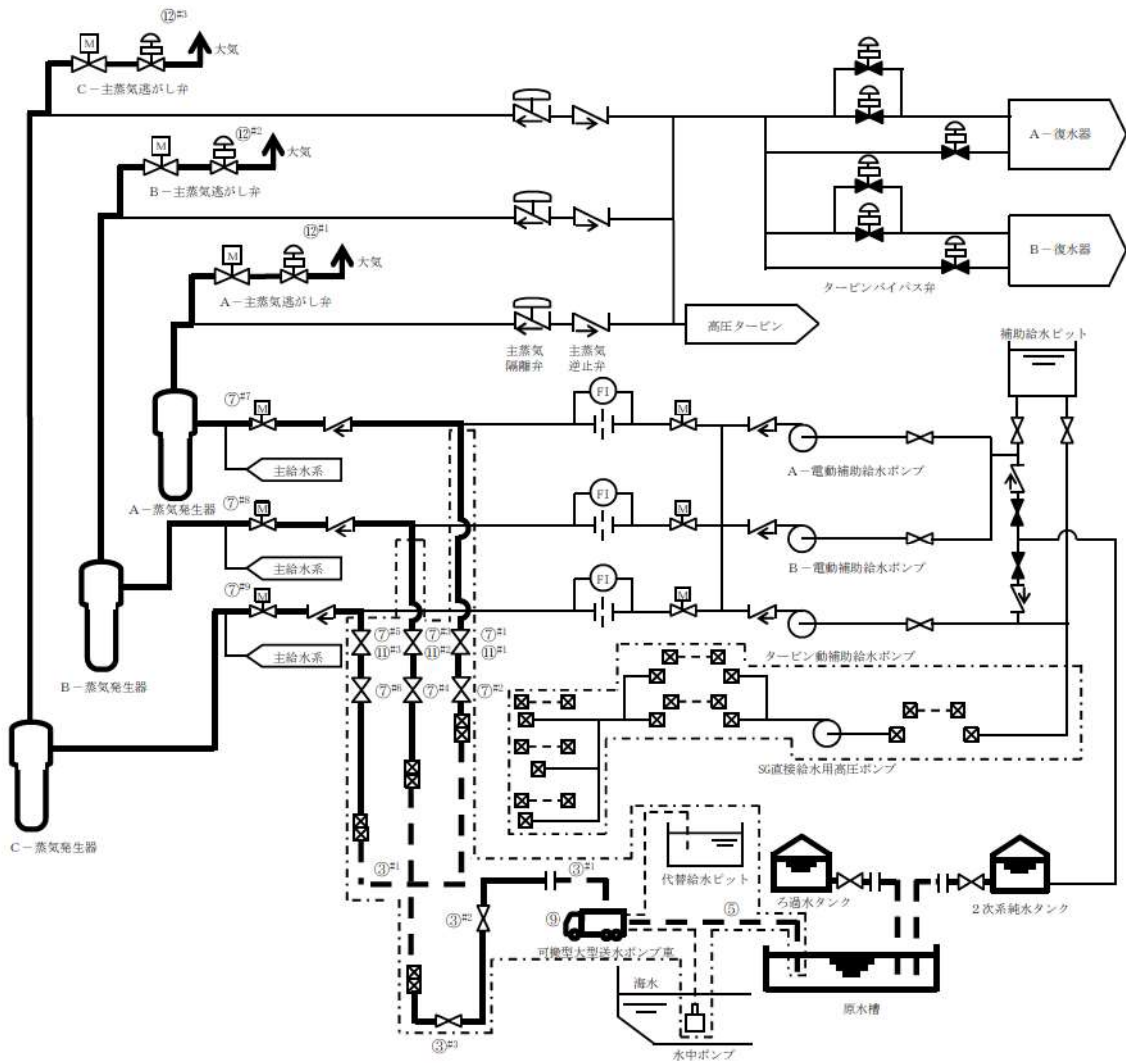 ⑫#3
M
大気
C－主蒸気逃がし弁
⑫#2
M
大気
B－主蒸気逃がし弁
⑫#1
M
大気
A－主蒸気逃がし弁
A－復水器
B－復水器
タービンバイパス弁
高圧タービン
主蒸気
隔離弁
主蒸気
逆止弁
補助給水ピット
⑦#7
M
FI
M
主給水系
A－電動補助給水ポンプ
A－蒸気発生器
⑦#8
M
FI
M
主給水系
B－電動補助給水ポンプ
⑦#9
M
FI
M
主給水系
B－蒸気発生器
タービン動補助給水ポンプ
⑦#5
⑪#3
⑦#3
⑪#2
⑦#1
⑪#1
⑦#6
⑦#4
⑦#2
SG直接給水用高圧ポンプ
C－蒸気発生器
③#1
③#1
代替給水ピット
ろ過水タンク
2次系純水タンク
③#2
⑨
⑤
可搬型大型送水ポンプ車
海水
原水槽
③#3
水中ポンプ